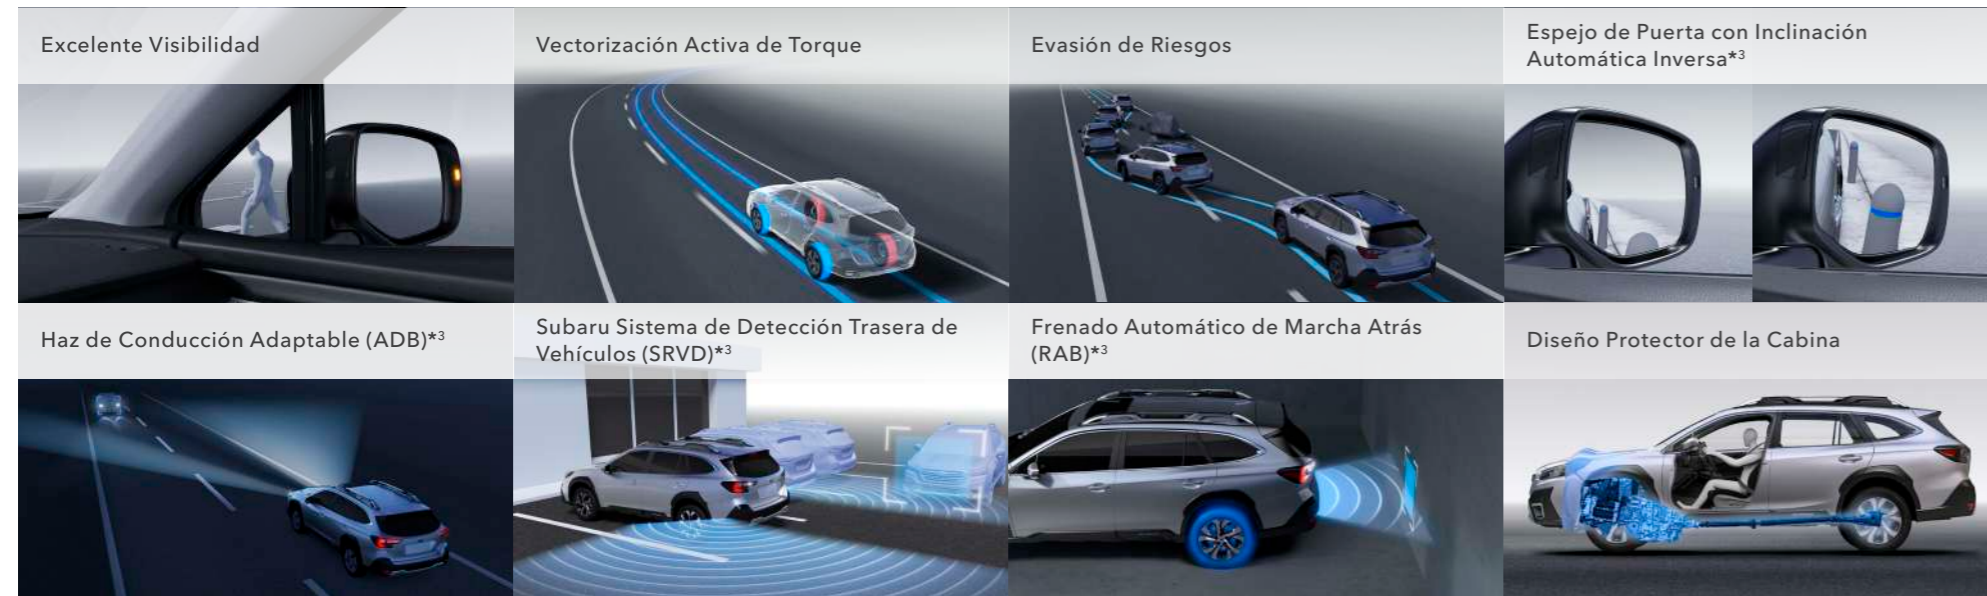 Excelente Visibilidad
Vectorización Activa de Torque
Evasión de Riesgos
Espejo de Puerta con Inclinación
Automática Inversa*3
Haz de Conducción Adaptable (ADB)*3
Subaru Sistema de Detección Trasera de
Vehículos (SRVD)*3
Frenado Automático de Marcha Atrás
(RAB)*3
Diseño Protector de la Cabina